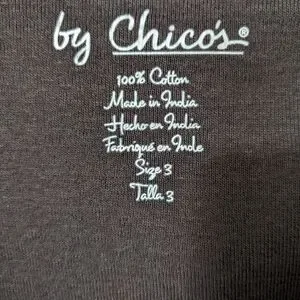 by Chico's®
100% Cotton
Made in India
Hecho en India
Fabriqué en Inde
Size 3
Talla 3